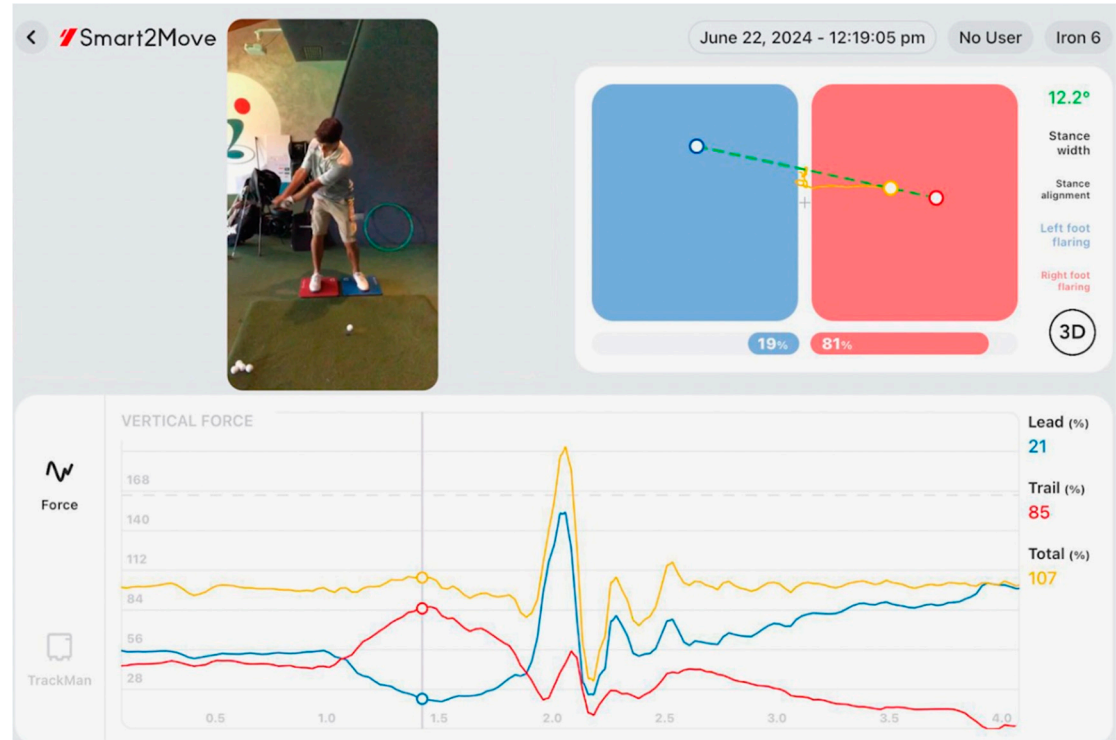 Smart2Move
June 22, 2024 - 12:19:05 pm
No User
Iron 6
12.2°
Stance
width
Stance
alignment
Left foot
flaring
Right foot
flaring
3D
19%
81%
VERTICAL FORCE
Force
TrackMan
168
140
112
84
56
28
0.5
1.0
1.5
2.0
2.5
3.0
3.5
4.0
Lead (%)
21
Trail (%)
85
Total (%)
107